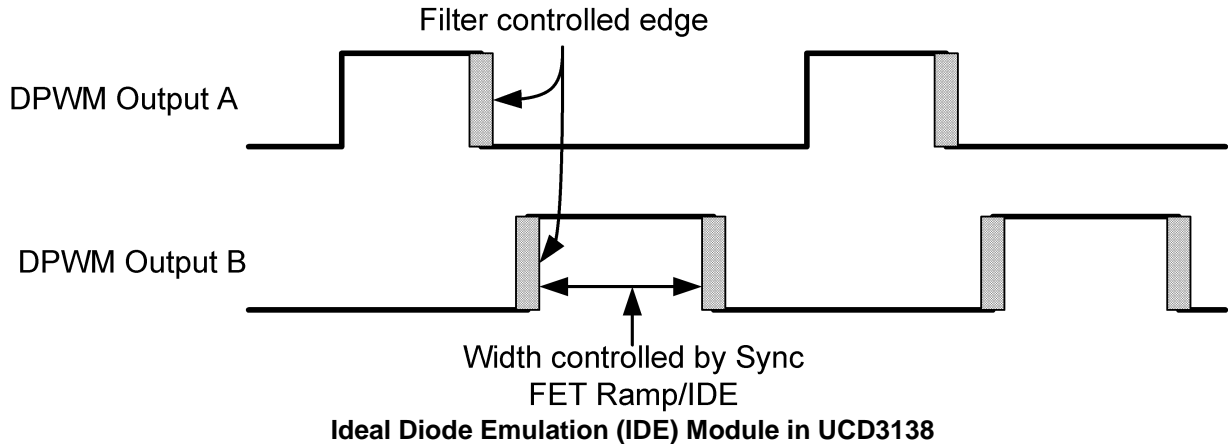 Filter controlled edge
DPWM Output A
DPWM Output B
Width controlled by Sync
FET Ramp/IDE
Ideal Diode Emulation (IDE) Module in UCD3138